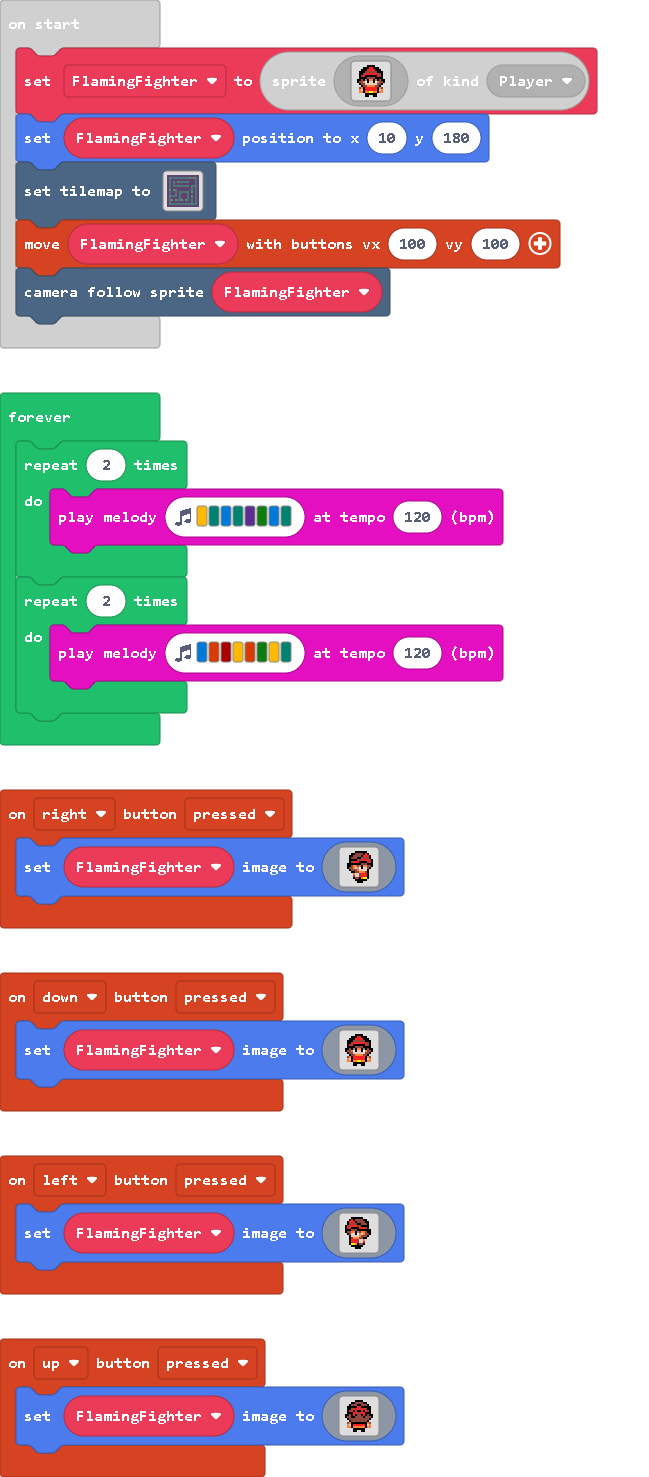 on start
set FlamingFighter to sprite of kind Player
set FlamingFighter position to x 10 y 180
set tilemap to
move FlamingFighter with buttons vx 100 vy 100
camera follow sprite FlamingFighter
forever
repeat 2 times
do play melody at tempo 120 (bpm)
repeat 2 times
do play melody at tempo 120 (bpm)
on right button pressed
set FlamingFighter image to
on down button pressed
set FlamingFighter image to
on left button pressed
set FlamingFighter image to
on up button pressed
set FlamingFighter image to